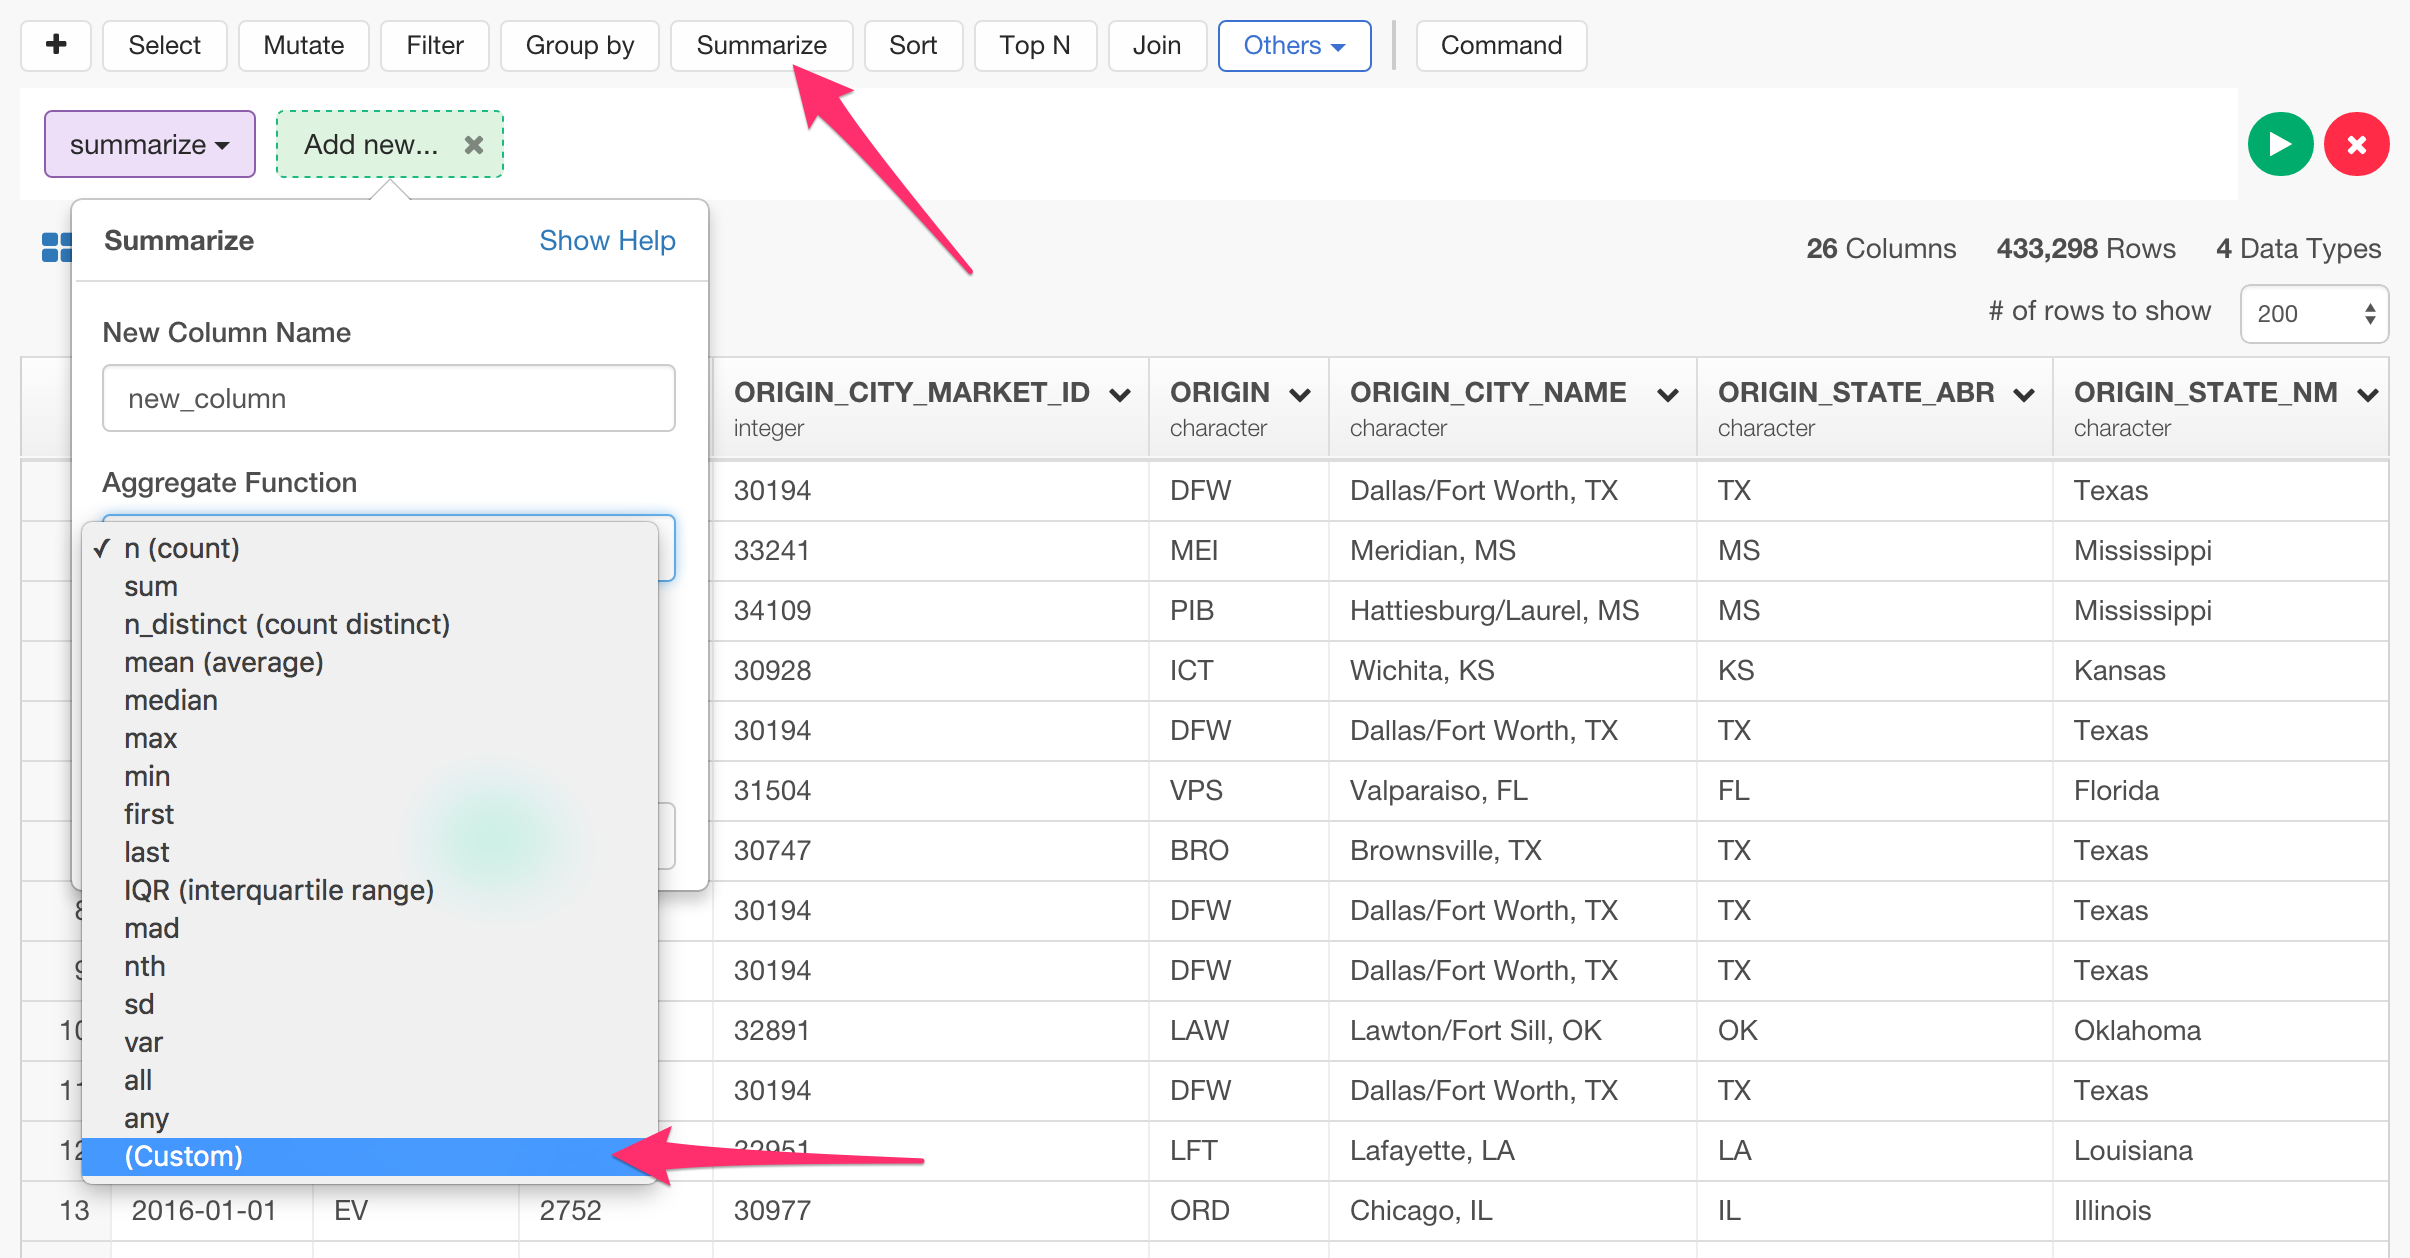 + Select Mutate Filter Group by Summarize Sort Top N Join Others Command
summarize Add new...
Summarize Show Help
26 Columns 433,298 Rows 4 Data Types
# of rows to show 200
New Column Name
new_column
Aggregate Function
✓ n (count)
sum
n_distinct (count distinct)
mean (average)
median
max
min
first
last
IQR (interquartile range)
mad
nth
sd
var
all
any
(Custom)
ORIGIN_CITY_MARKET_ID ORIGIN ORIGIN_CITY_NAME ORIGIN_STATE_ABR ORIGIN_STATE_NM
integer character character character character
30194 DFW Dallas/Fort Worth, TX TX Texas
33241 MEI Meridian, MS MS Mississippi
34109 PIB Hattiesburg/Laurel, MS MS Mississippi
30928 ICT Wichita, KS KS Kansas
30194 DFW Dallas/Fort Worth, TX TX Texas
31504 VPS Valparaiso, FL FL Florida
30747 BRO Brownsville, TX TX Texas
8 30194 DFW Dallas/Fort Worth, TX TX Texas
9 30194 DFW Dallas/Fort Worth, TX TX Texas
10 32891 LAW Lawton/Fort Sill, OK OK Oklahoma
11 30194 DFW Dallas/Fort Worth, TX TX Texas
12 LFT Lafayette, LA LA Louisiana
13 2016-01-01 EV 2752 30977 ORD Chicago, IL IL Illinois